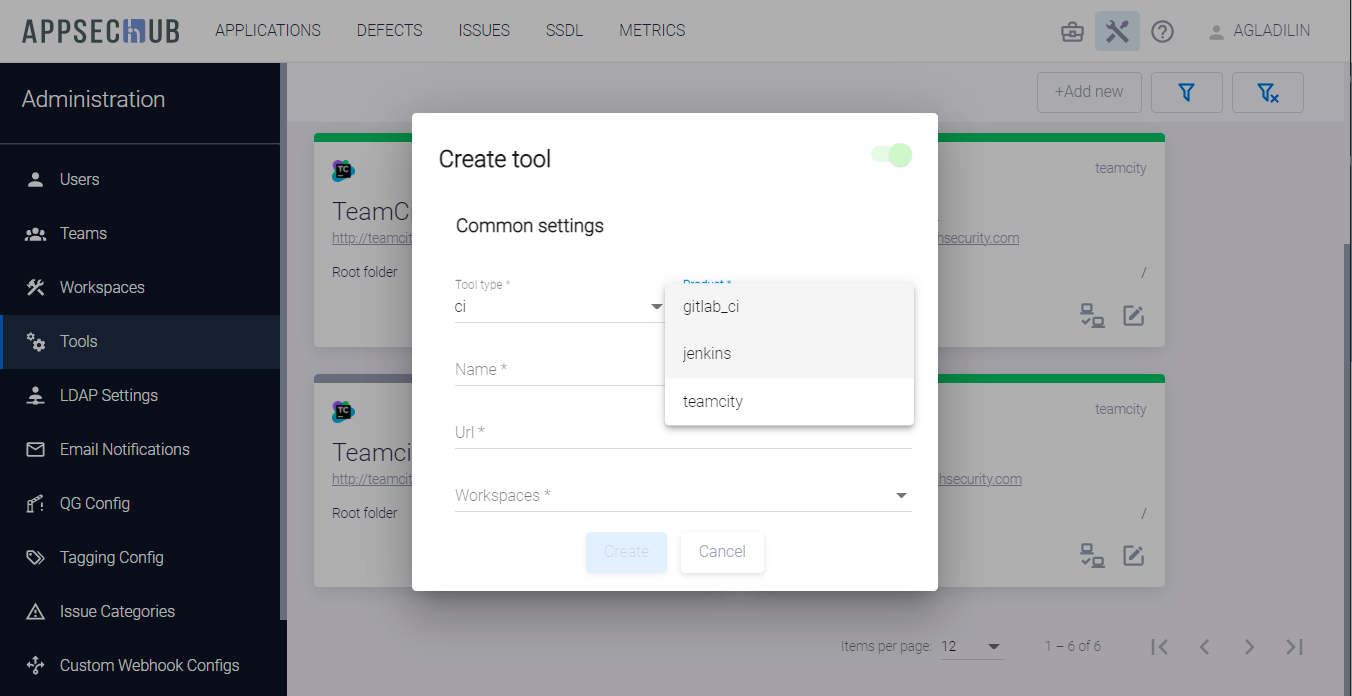 APPSECHUB
APPLICATIONS
DEFECTS
ISSUES
SSDL
METRICS
AGLADILIN
Administration
Users
Teams
Workspaces
Tools
LDAP Settings
Email Notifications
QG Config
Tagging Config
Issue Categories
Custom Webhook Configs
+Add new
TC
TeamC
http://teamcit
Root folder
teamcity
hsecurity.com
/
TC
Teamci
http://teamcit
Root folder
teamcity
hsecurity.com
/
Create tool
Common settings
Tool type *
ci
Product *
gitlab_ci
jenkins
teamcity
Name *
Url *
Workspaces *
Create
Cancel
Items per page: 12
1 – 6 of 6